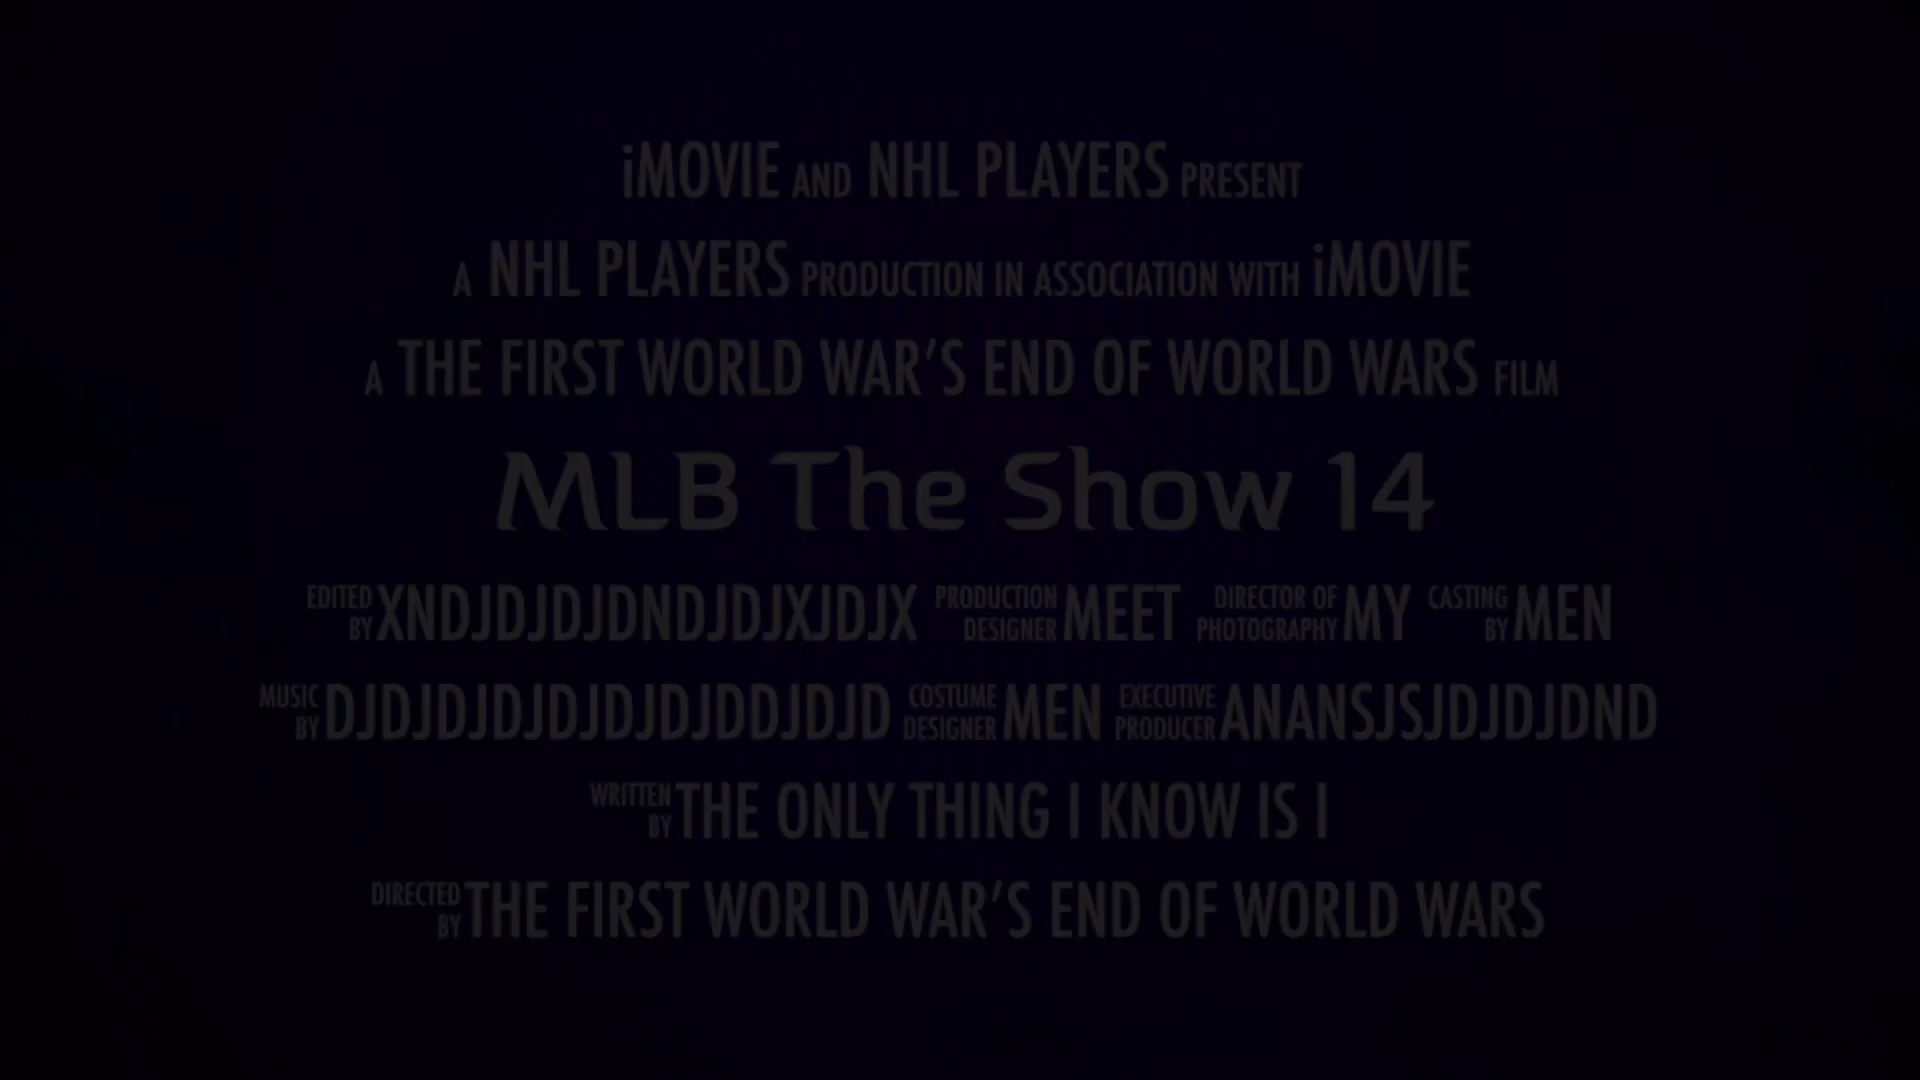 iMOVIE AND NHL PLAYERS PRESENT
A NHL PLAYERS PRODUCTION IN ASSOCIATION WITH iMOVIE
A THE FIRST WORLD WAR'S END OF WORLD WARS FILM
MLB The Show 14
EDITED BY XNDJDJDJDNDJDJXJDJX PRODUCTION DESIGNER MEET DIRECTOR OF PHOTOGRAPHY MY CASTING BY MEN
MUSIC BY DJDJDJDJDJDJDJDDJDJD COSTUME DESIGNER MEN EXECUTIVE PRODUCER ANANSJSJDJDJDND
WRITTEN BY THE ONLY THING I KNOW IS I
DIRECTED BY THE FIRST WORLD WAR'S END OF WORLD WARS